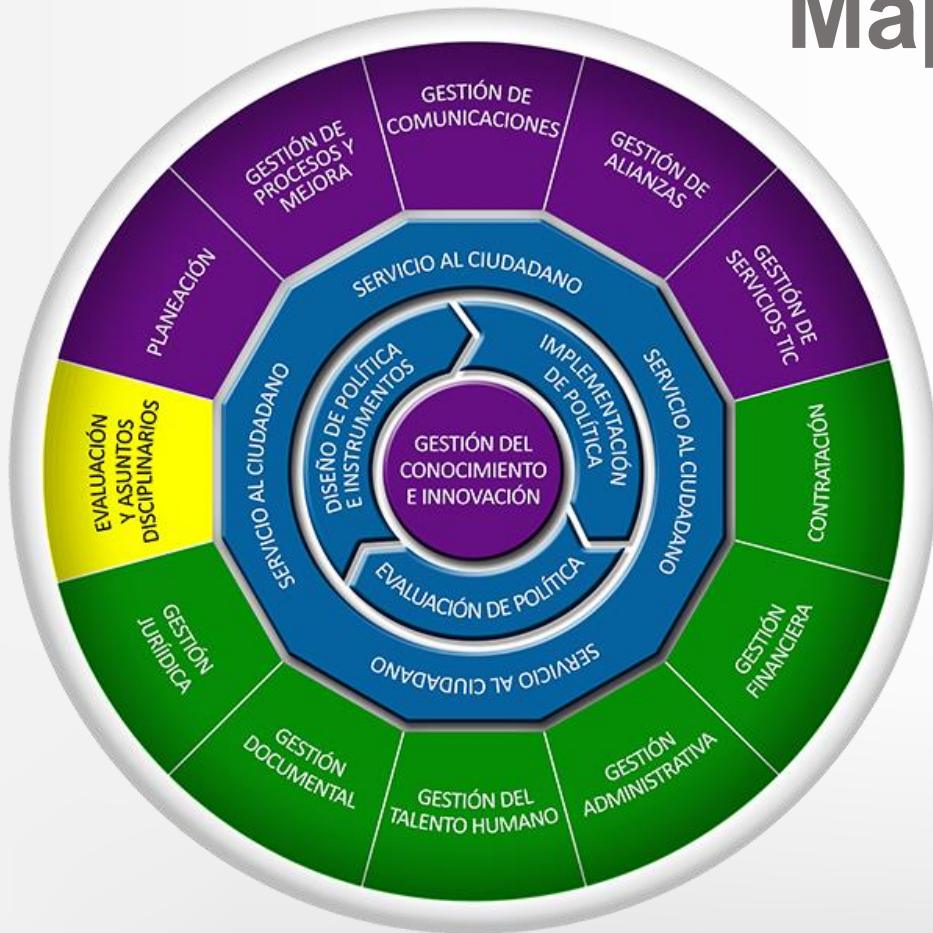 Map
GESTIÓN DE
COMUNICACIONES
GESTIÓN DE
ALIANZAS
GESTIÓN DE
SERVICIOS TIC
CONTRATACIÓN
GESTIÓN
FINANCIERA
GESTIÓN
ADMINISTRATIVA
GESTIÓN DEL
TALENTO HUMANO
GESTIÓN
DOCUMENTAL
GESTIÓN
JURÍIDICA
EVALUACIÓN
Y ASUNTOS
DISCIPLINARIOS
PLANEACIÓN
GESTIÓN DE
PROCESOS Y
MEJORA
SERVICIO AL CIUDADANO
SERVICIO AL CIUDADANO
SERVICIO AL CIUDADANO
SERVICIO AL CIUDADANO
DISEÑO DE POLÍTICA
E INSTRUMENTOS
IMPLEMENTACIÓN
DE POLÍTICA
EVALUACIÓN DE POLÍTICA
GESTIÓN DEL
CONOCIMIENTO
E INNOVACIÓN